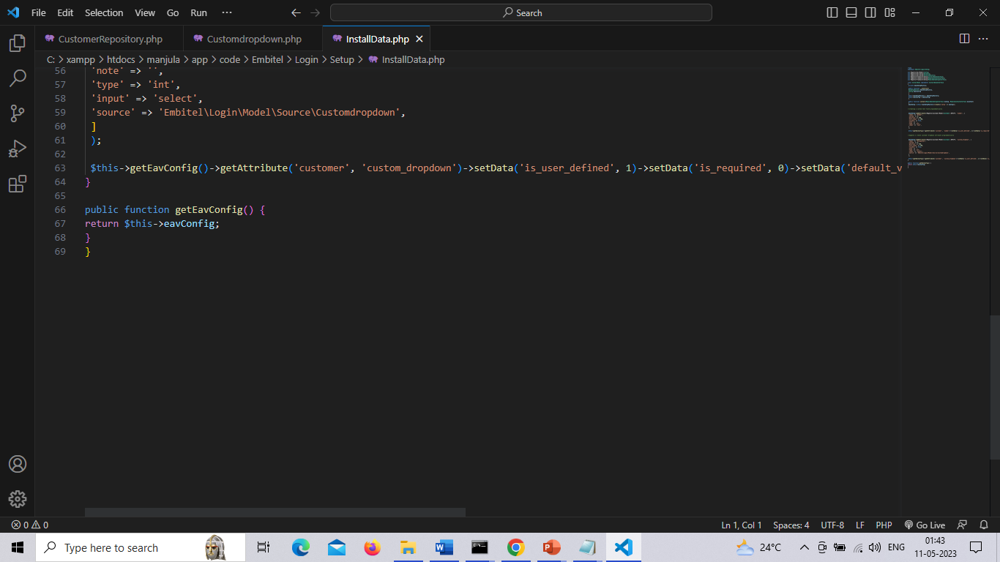 File Edit Selection View Go Run ··· Search
CustomerRepository.php Customdropdown.php InstallData.php
C: > xampp > htdocs > manjula > app > code > Embitel > Login > Setup > InstallData.php
56 'note' => '',
57 'type' => 'int',
58 'input' => 'select',
59 'source' => 'Embitel\Login\Model\Source\Customdropdown',
60 ]
61 );
62
63 $this->getEavConfig()->getAttribute('customer', 'custom_dropdown')->setData('is_user_defined', 1)->setData('is_required', 0)->setData('default_v
64 }
65
66 public function getEavConfig() {
67 return $this->eavConfig;
68 }
69 }
0 0 Ln 1, Col 1 Spaces: 4 UTF-8 LF PHP Go Live
Type here to search 24°C ENG 01:43
11-05-2023